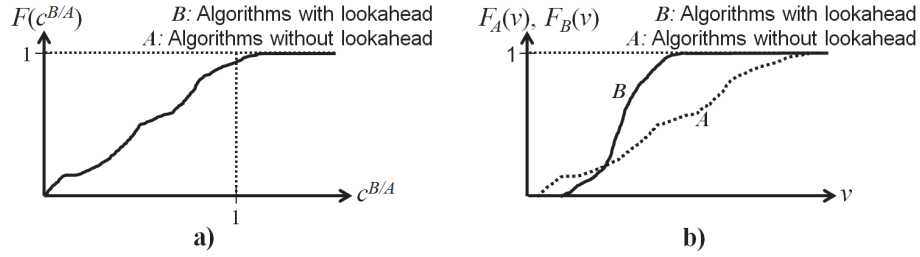 F(c^{B/A})
B: Algorithms with lookahead
A: Algorithms without lookahead
1
1
c^{B/A}
a)
F_A(v), F_B(v)
B: Algorithms with lookahead
A: Algorithms without lookahead
1
B
A
v
b)